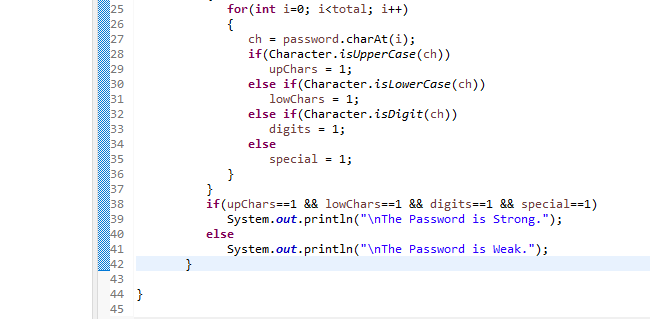 25 for(int i=0; i<total; i++)
26 {
27 ch = password.charAt(i);
28 if(Character.isUpperCase(ch))
29 upChars = 1;
30 else if(Character.isLowerCase(ch))
31 lowChars = 1;
32 else if(Character.isDigit(ch))
33 digits = 1;
34 else
35 special = 1;
36 }
37 }
38 if(upChars==1 && lowChars==1 && digits==1 && special==1)
39 System.out.println("\nThe Password is Strong.");
40 else
41 System.out.println("\nThe Password is Weak.");
42 }
43
44 }
45